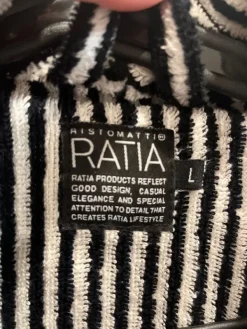 RISTOMATTI®
RATIA
RATIA PRODUCTS REFLECT
GOOD DESIGN, CASUAL
ELEGANCE AND SPECIAL
ATTENTION TO DETAIL THAT
CREATES RATIA LIFESTYLE
L